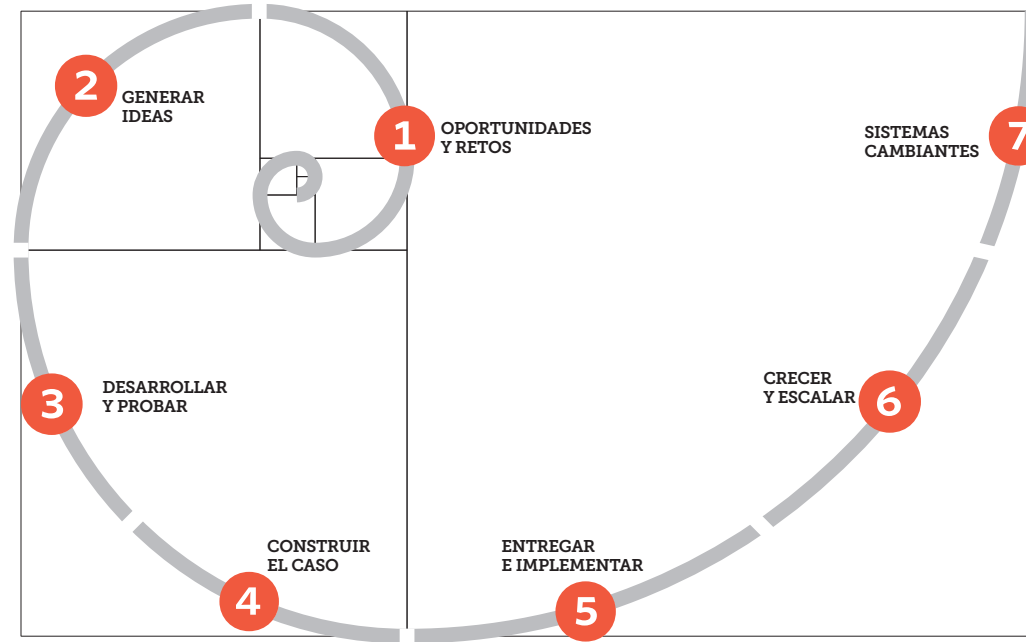 1
OPORTUNIDADES
Y RETOS
2
GENERAR
IDEAS
3
DESARROLLAR
Y PROBAR
4
CONSTRUIR
EL CASO
5
ENTREGAR
E IMPLEMENTAR
6
CRECER
Y ESCALAR
7
SISTEMAS
CAMBIANTES